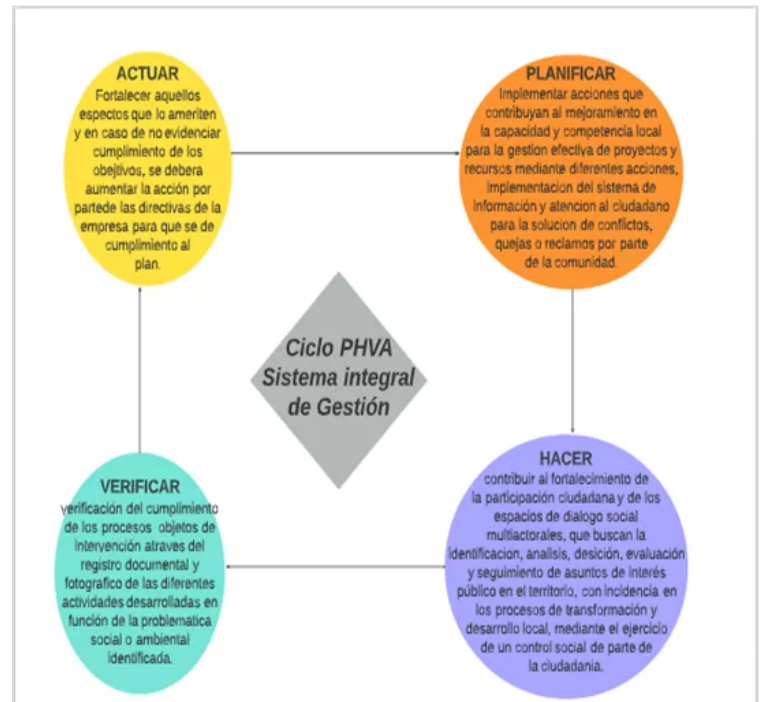 ACTUAR
Fortalecer aquellos
espectos que lo ameriten
y en caso de no evidenciar
cumplimiento de los
obejtivos, se debera
aumentar la acción por
partede las directivas de la
empresa para que se de
cumplimiento al
plan.
PLANIFICAR
Implementar acciones que
contribuyan al mejoramiento en
la capacidad y competencia local
para la gestion efectiva de proyectos y
recursos mediante diferentes acciones,
Implementacion del sistema de
información y atencion al ciudadano
para la solucion de conflictos,
quejas o reclamos por parte
de la comunidad.
Ciclo PHVA
Sistema integral
de Gestión
VERIFICAR
verificación del cumplimiento
de los procesos objetos de
intervención atraves del
registro documental y
fotografico de las diferentes
actividades desarrolladas en
función de la problematica
social o ambiental
identificada.
HACER
contribuir al fortalecimiento de
la participación ciudadana y de los
espacios de dialogo social
multiactorales, que buscan la
identificacion, analisis, desición, evaluación
y seguimiento de asuntos de interés
público en el territorio, con incidencia en
los procesos de transformación y
desarrollo local, mediante el ejercicio
de un control social de parte de
la ciudadania.